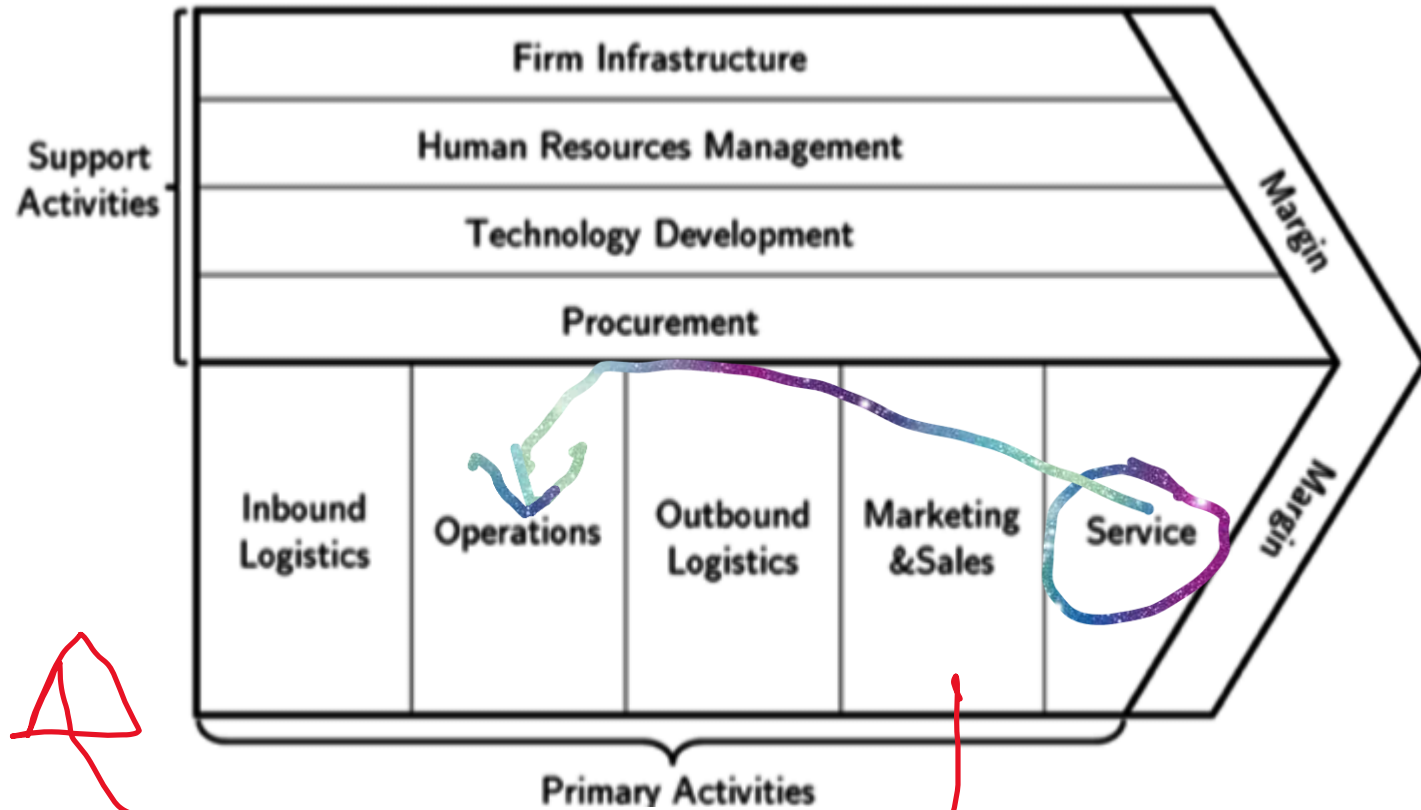 Firm Infrastructure
Human Resources Management
Support
Activities
Technology Development
Procurement
Margin
Inbound
Logistics
Operations
Outbound
Logistics
Marketing
&Sales
Service
Margin
Primary Activities